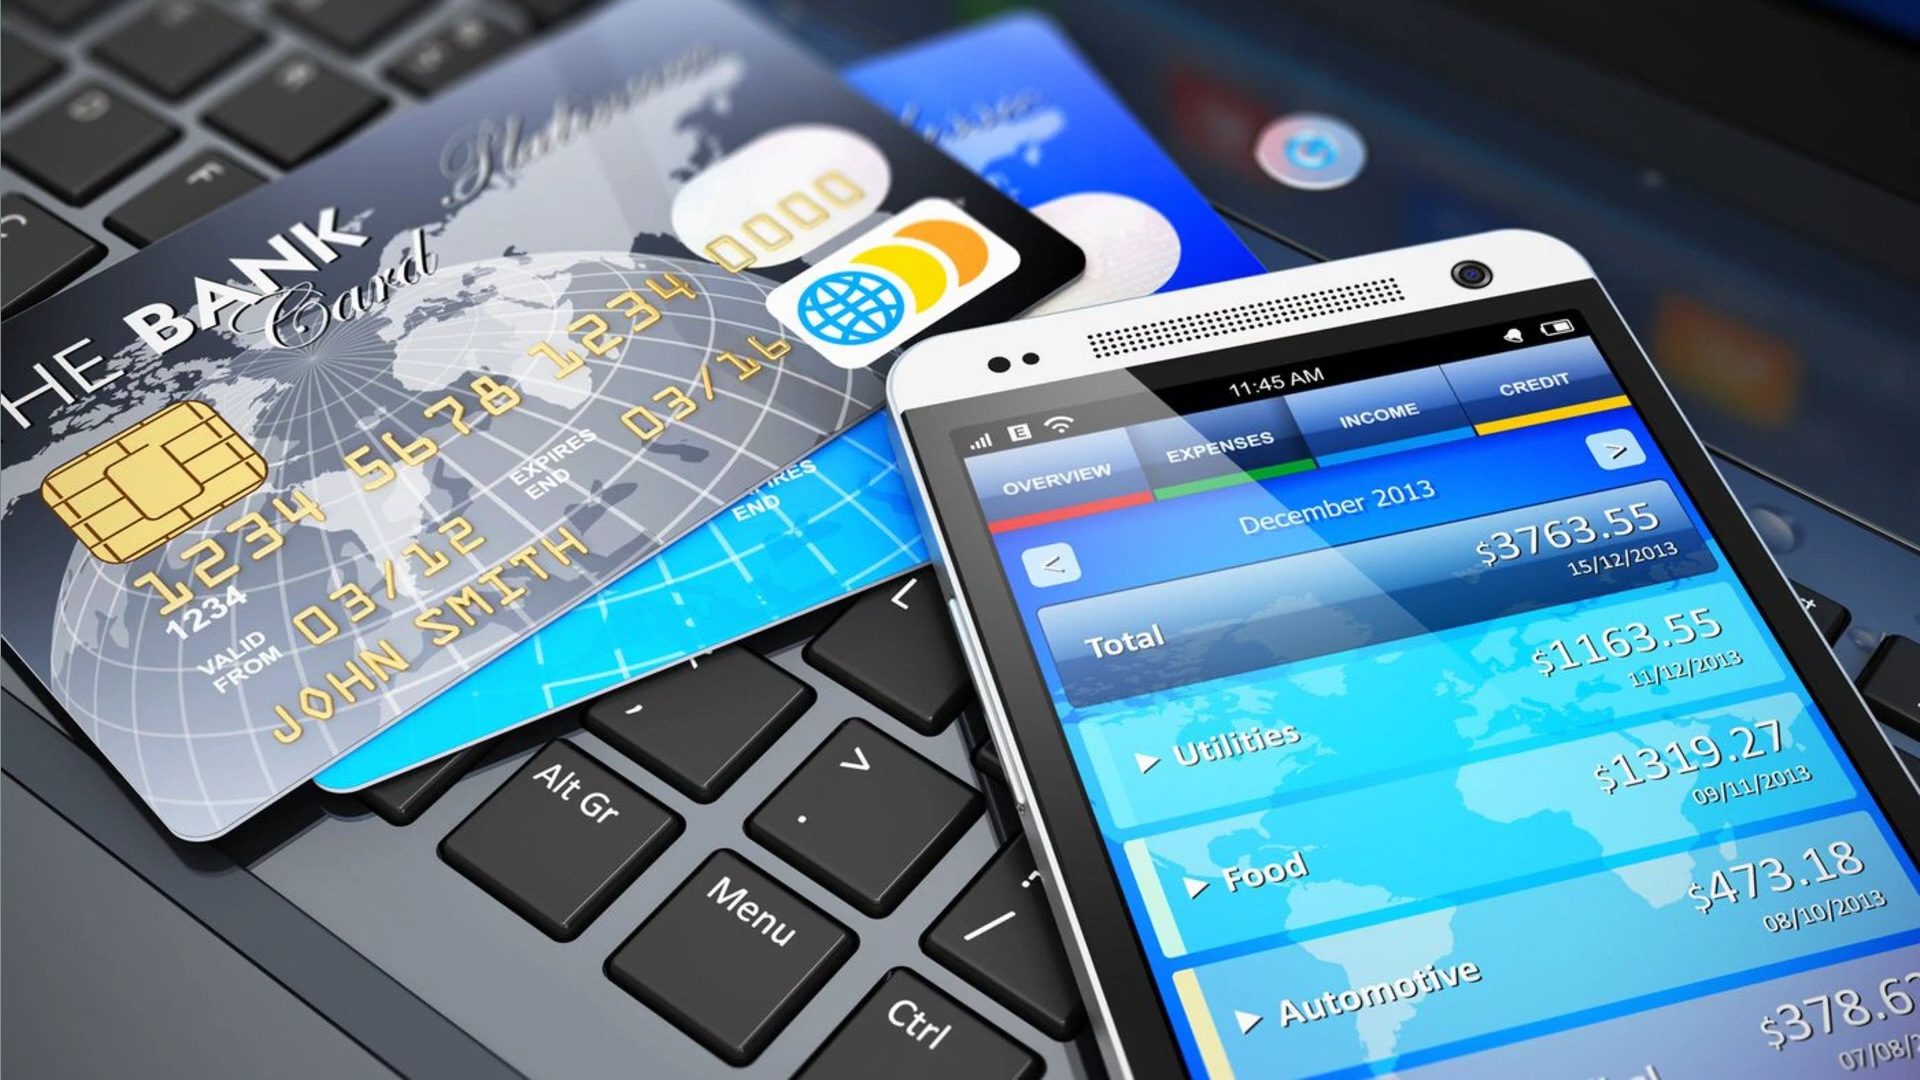 Platinum
0000
THE BANK
Card
1234 5678 1234
1234
VALID
FROM
03/12
EXPIRES
END
03/16
JOHN SMITH
END
F
Alt Gr
Menu
Ctrl
,
>
.
<
/
11:45 AM
E
OVERVIEW
EXPENSES
INCOME
CREDIT
<
December 2013
>
Total
$3763.55
15/12/2013
Utilities
$1163.55
11/12/2013
Food
$1319.27
09/11/2013
Automotive
$473.18
08/10/2013